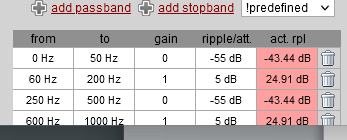 add passband add stopband !predefined
from to gain ripple/att. act. rpl
0 Hz 50 Hz 0 -55 dB -43.44 dB
60 Hz 200 Hz 1 5 dB 24.91 dB
250 Hz 500 Hz 0 -55 dB -43.44 dB
600 Hz 1000 Hz 1 5 dB 24.91 dB